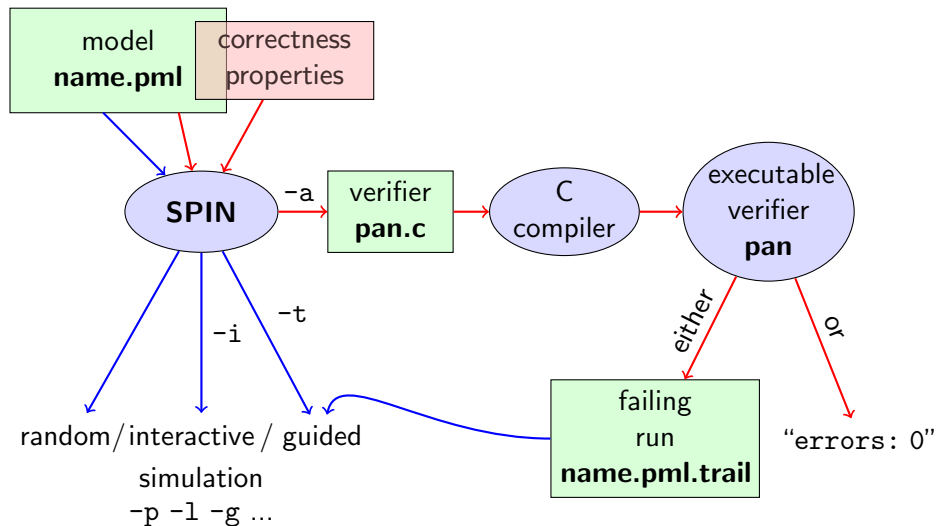 model
name.pml
correctness
properties
SPIN
-a
verifier
pan.c
C
compiler
executable
verifier
pan
-i
-t
either
or
random/interactive/guided
simulation
-p -l -g ...
failing
run
name.pml.trail
“errors: 0”